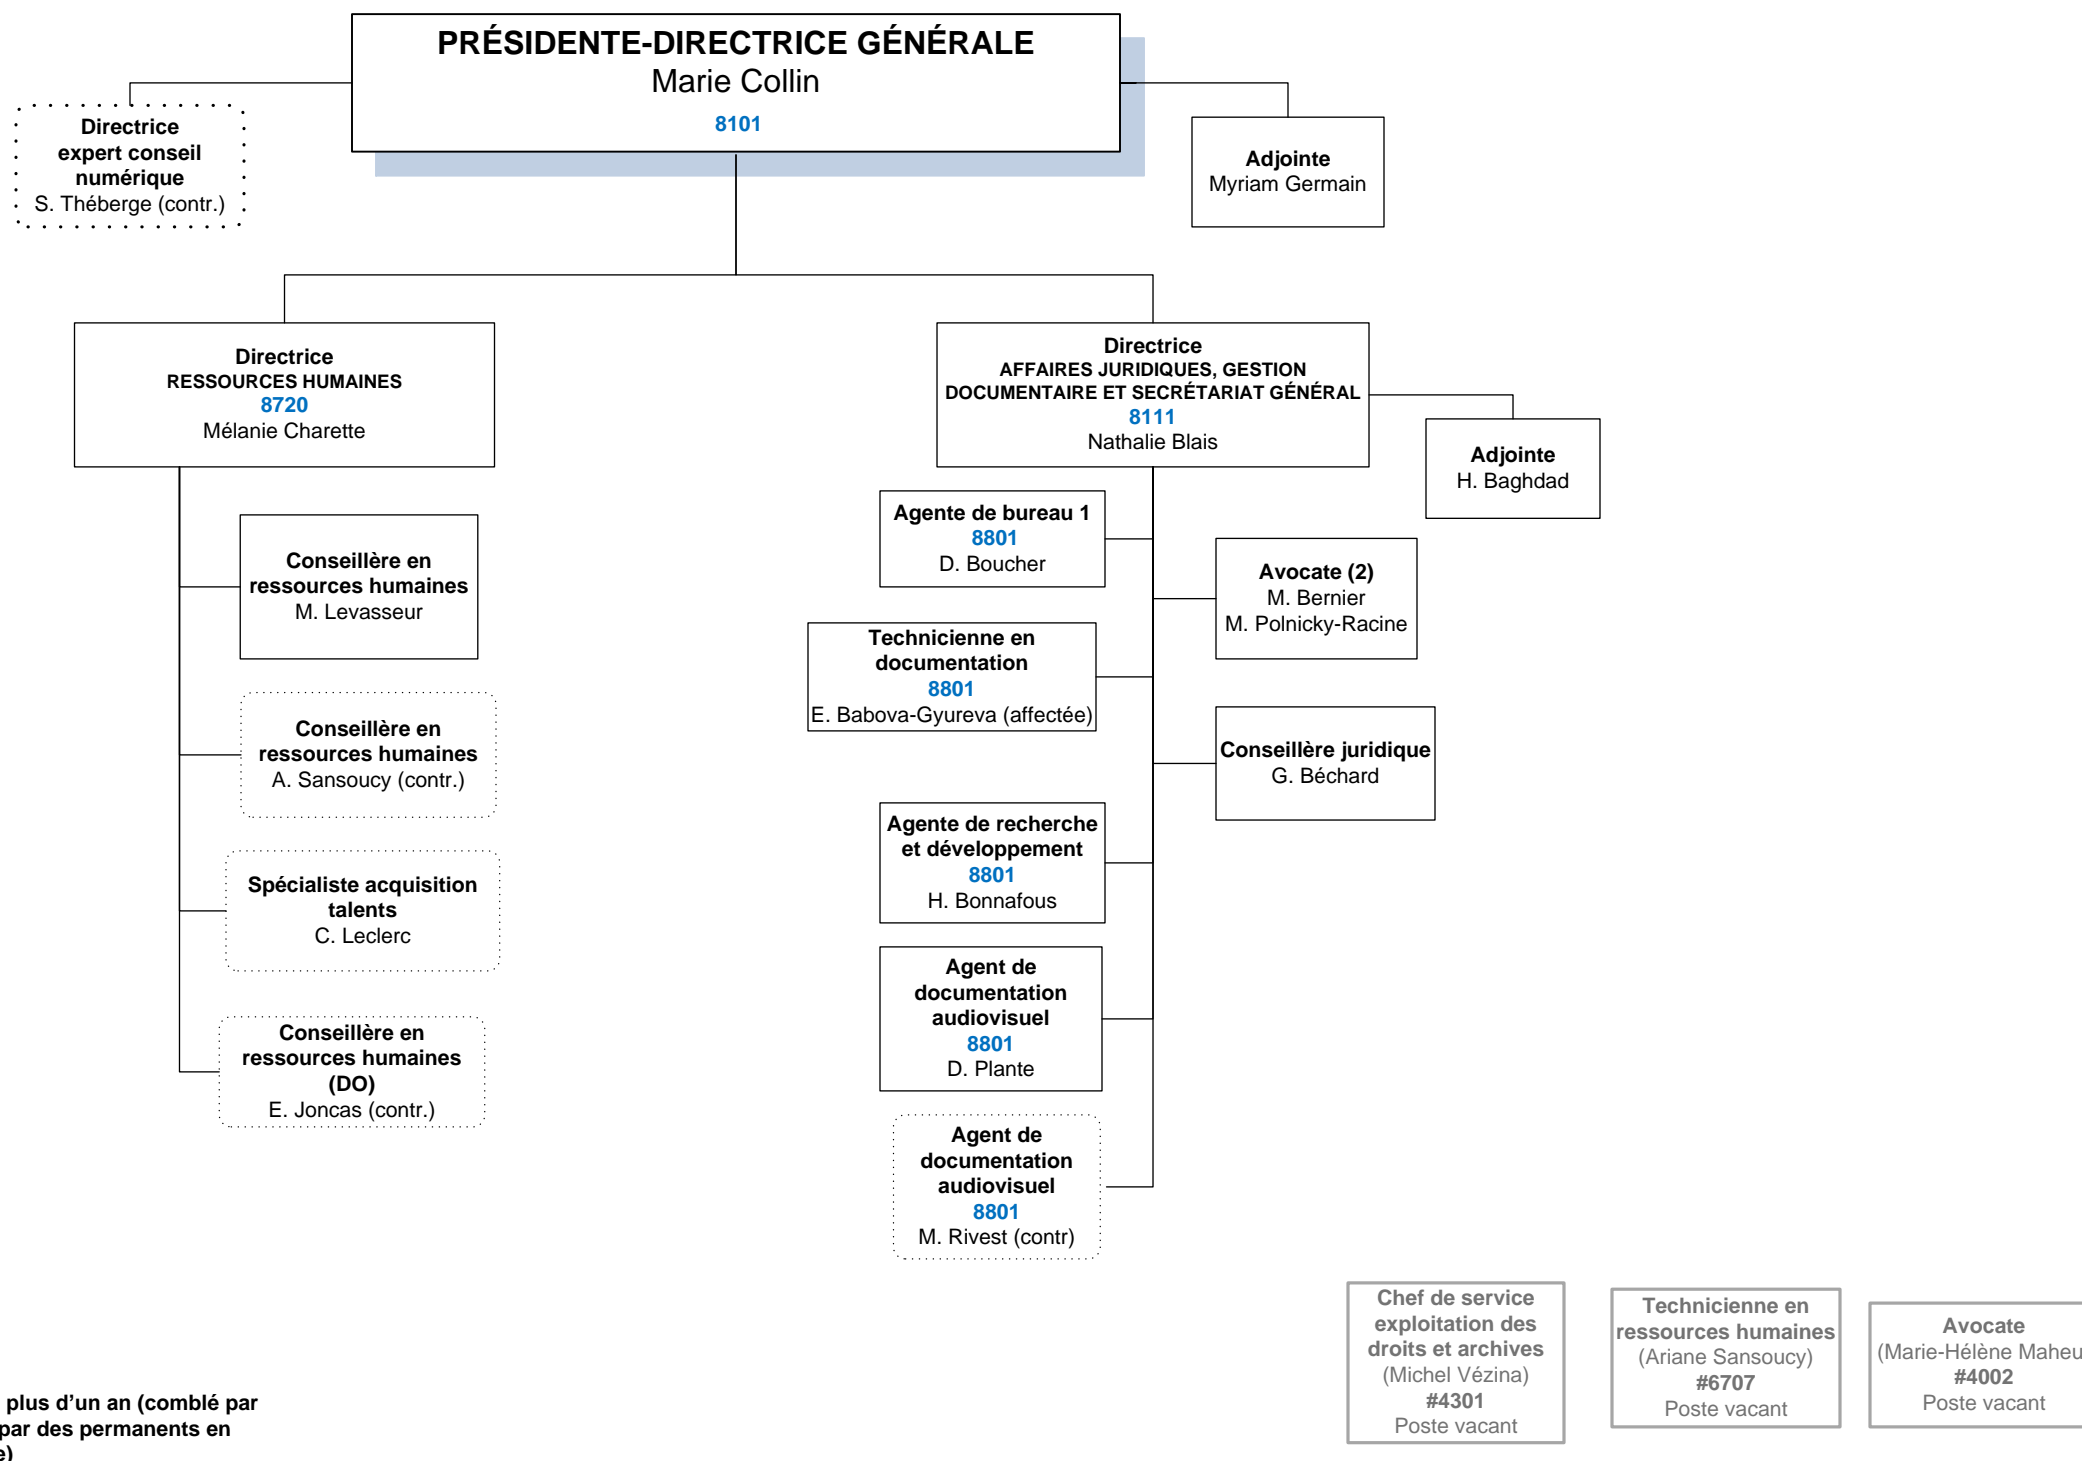 PRÉSIDENTE-DIRECTRICE GÉNÉRALE
Marie Collin
8101
Directrice
expert conseil
numérique
S. Théberge (contr.)
Adjointe
Myriam Germain
Directrice
RESSOURCES HUMAINES
8720
Mélanie Charette
Conseillère en
ressources humaines
M. Levasseur
Conseillère en
ressources humaines
A. Sansoucy (contr.)
Spécialiste acquisition
talents
C. Leclerc
Conseillère en
ressources humaines
(DO)
E. Joncas (contr.)
Directrice
AFFAIRES JURIDIQUES, GESTION
DOCUMENTAIRE ET SECRÉTARIAT GÉNÉRAL
8111
Nathalie Blais
Adjointe
H. Baghdad
Agente de bureau 1
8801
D. Boucher
Avocate (2)
M. Bernier
M. Polnicky-Racine
Technicienne en
documentation
8801
E. Babova-Gyureva (affectée)
Conseillère juridique
G. Béchard
Agente de recherche
et développement
8801
H. Bonnafous
Agent de
documentation
audiovisuel
8801
D. Plante
Agent de
documentation
audiovisuel
8801
M. Rivest (contr)
Chef de service
exploitation des
droits et archives
(Michel Vézina)
#4301
Poste vacant
Technicienne en
ressources humaines
(Ariane Sansoucy)
#6707
Poste vacant
Avocate
(Marie-Hélène Maheu
#4002
Poste vacant
plus d'un an (comblé par
par des permanents en
e)